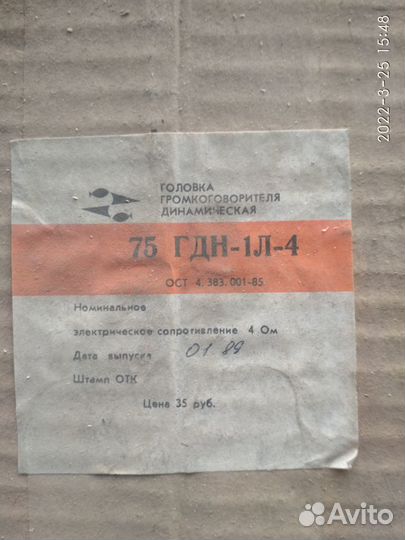 2022-3-25 15:48
ГОЛОВКА
ГРОМКОГОВОРИТЕЛЯ
ДИНАМИЧЕСКАЯ
75 ГДН-1Л-4
ОСТ 4.383.001-85
Номинальное
электрическое сопротивление 4 Ом
Дата выпуска 01 89
Штамп ОТК
Цена 35 руб.
Avito